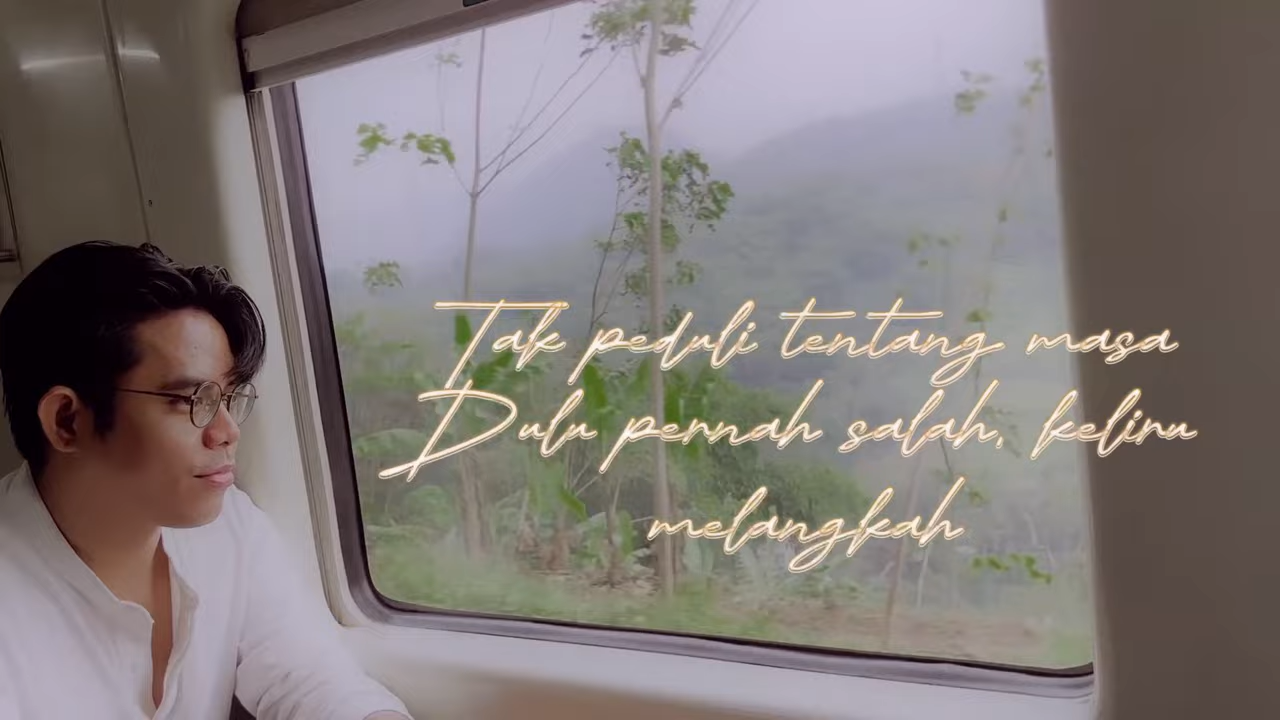 Tak peduli tentang masa
Dulu pernah salah, keliru
melangkah